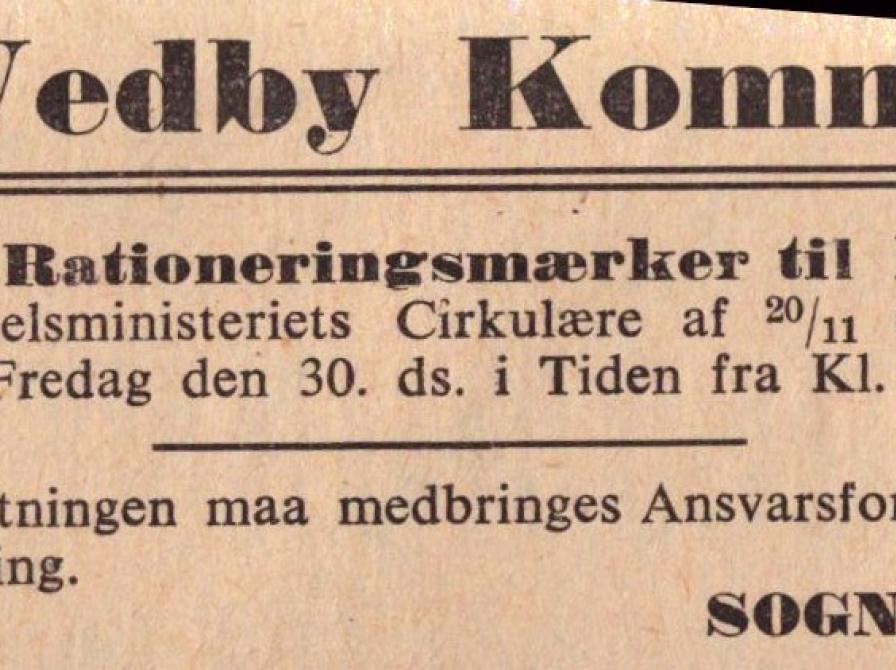 Vedby Komm
Rationeringsmærker til
elsministeriets Cirkulære af 20/11
Fredag den 30. ds. i Tiden fra Kl.
tningen maa medbringes Ansvarsfor
ing.
SOGN